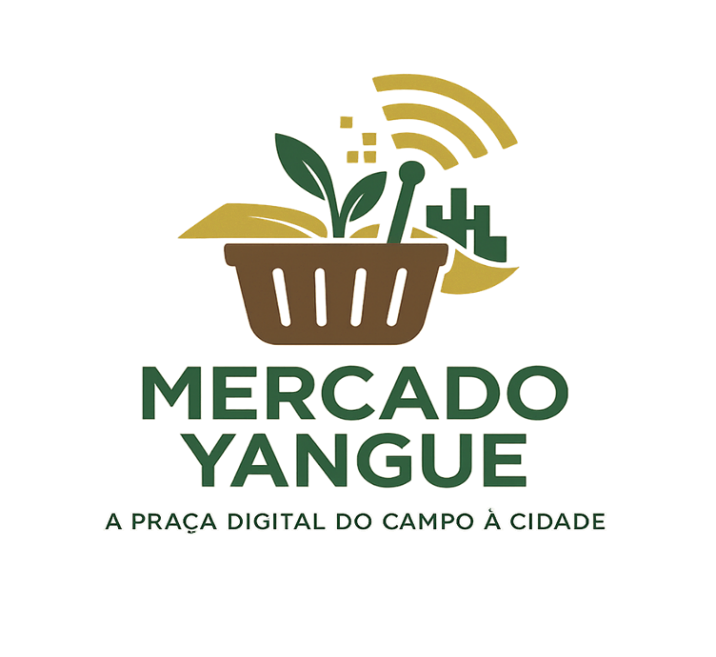 MERCADO
YANGUE
A PRAÇA DIGITAL DO CAMPO À CIDADE